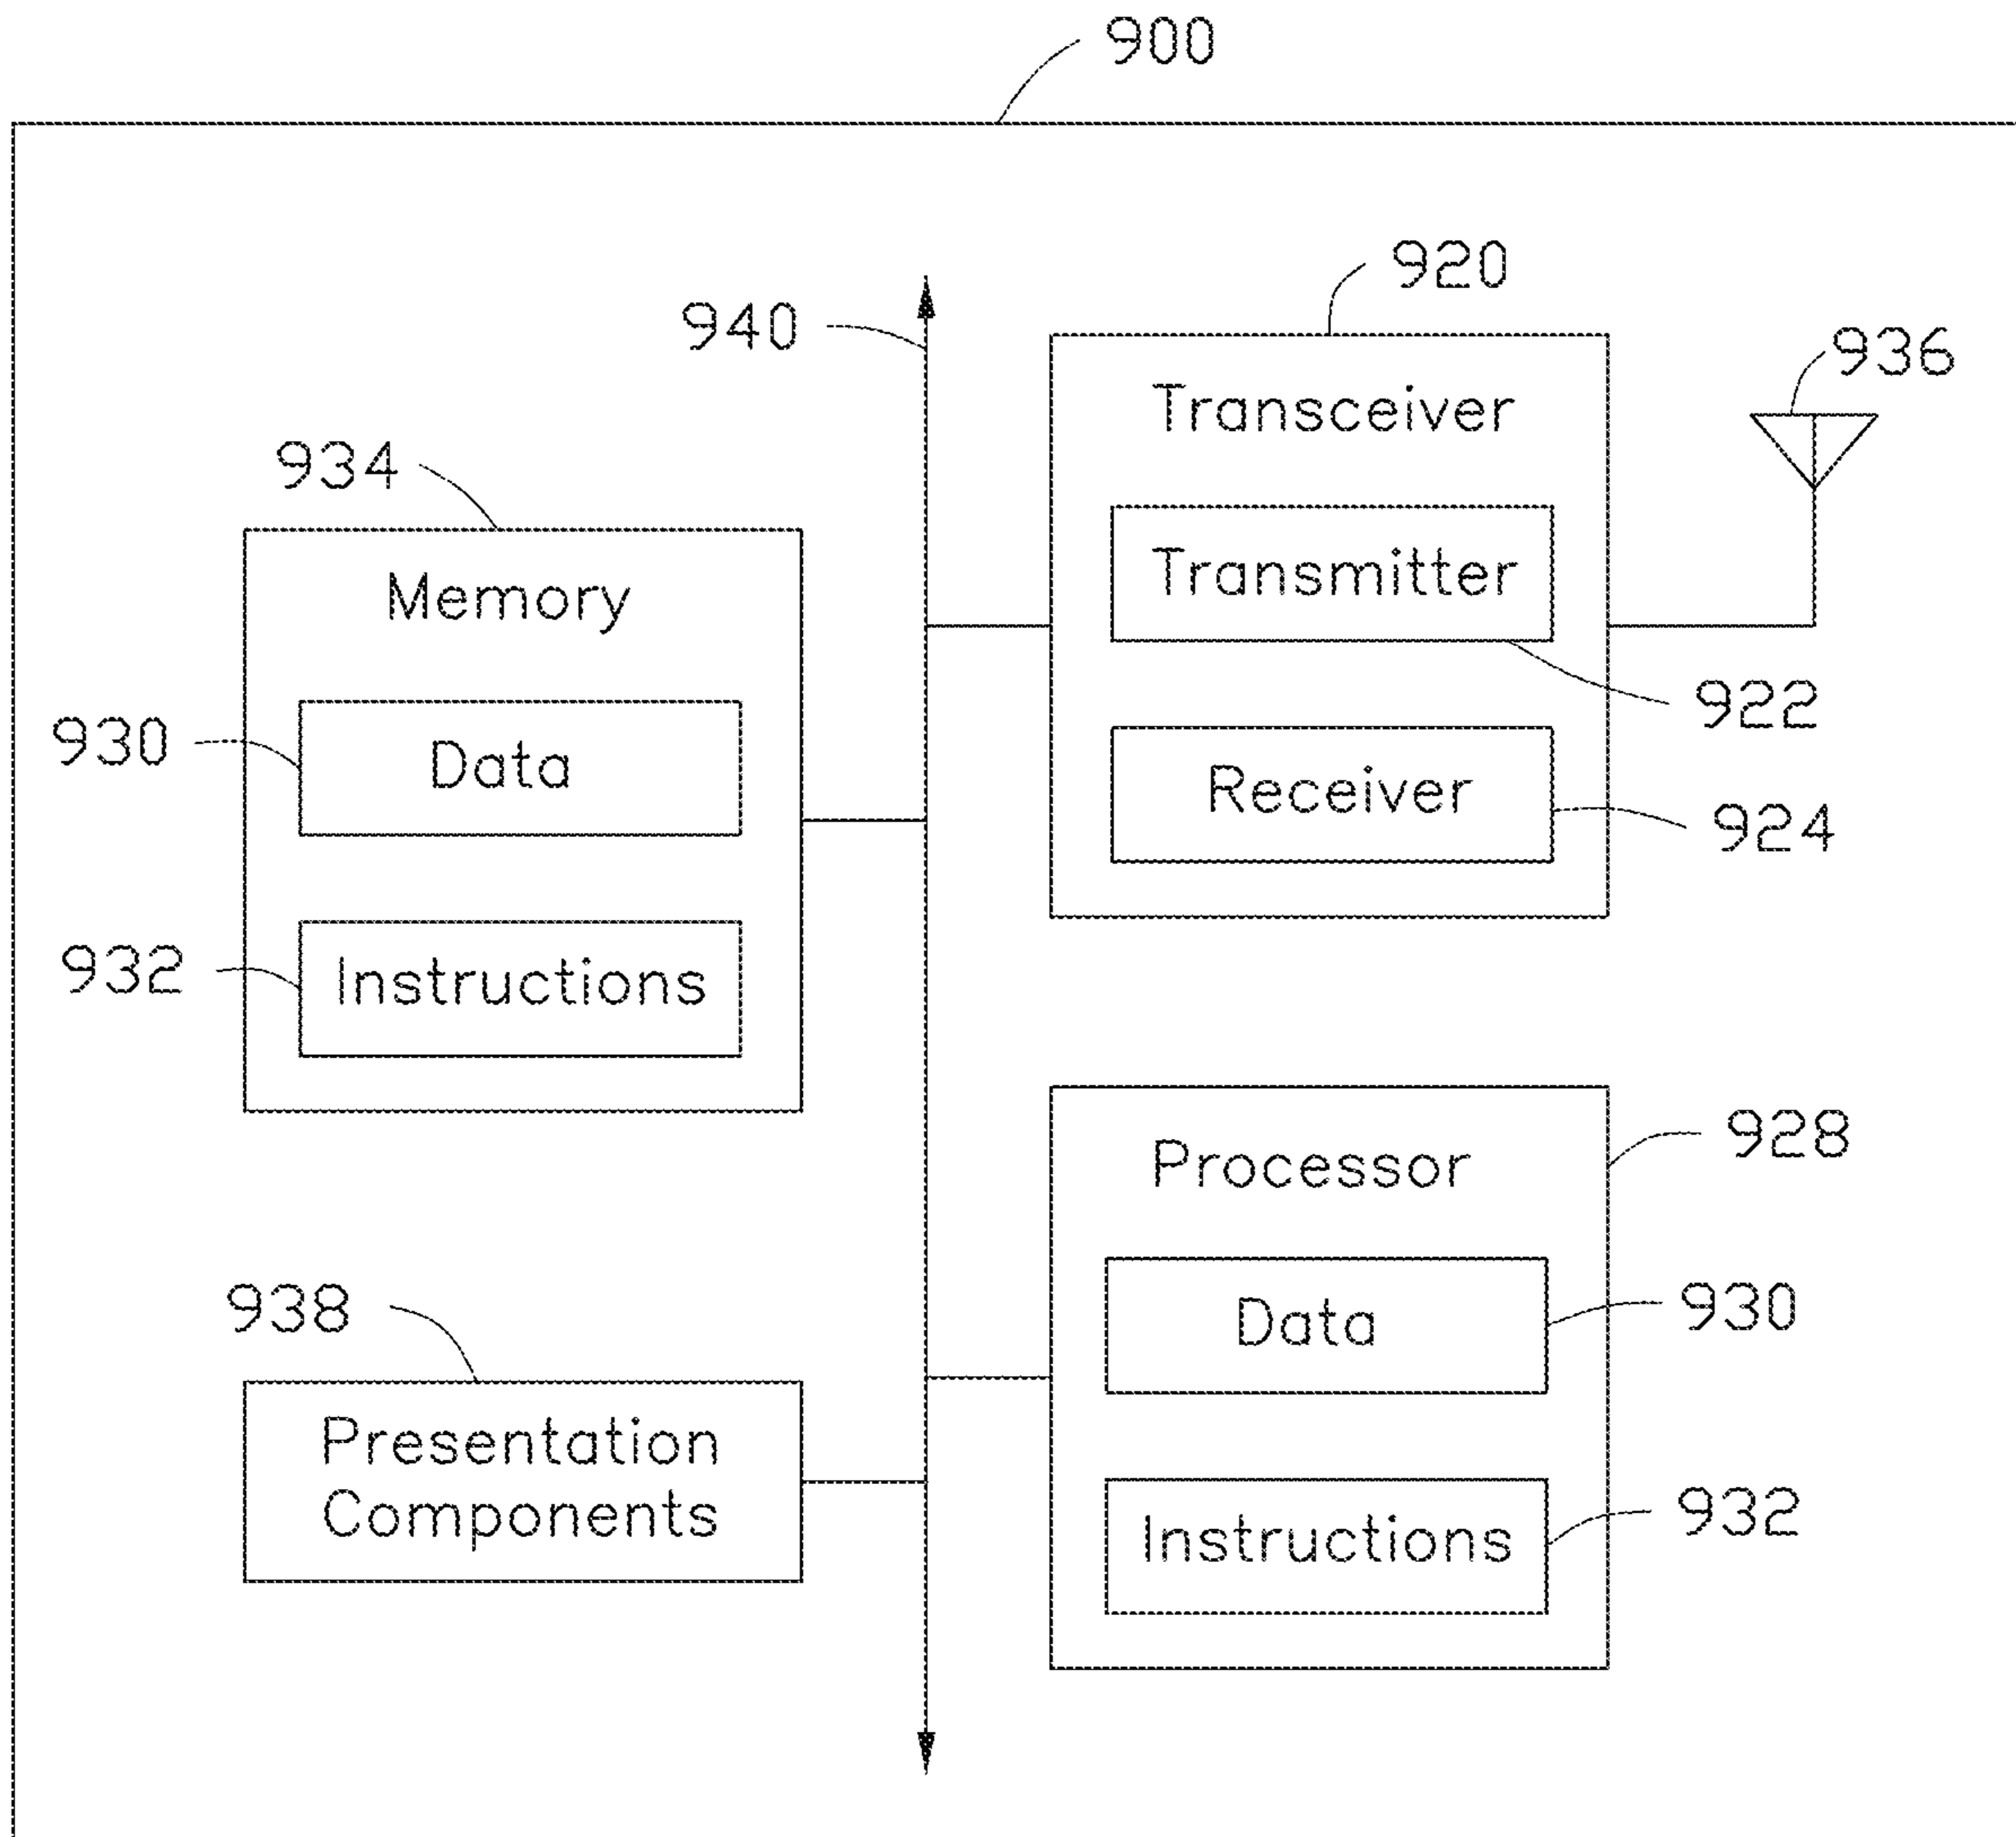 900
920
940
936
Transceiver
934
Transmitter
Memory
922
930
Data
Receiver
924
932
Instructions
928
Processor
938
Data
930
Presentation
Components
Instructions
932